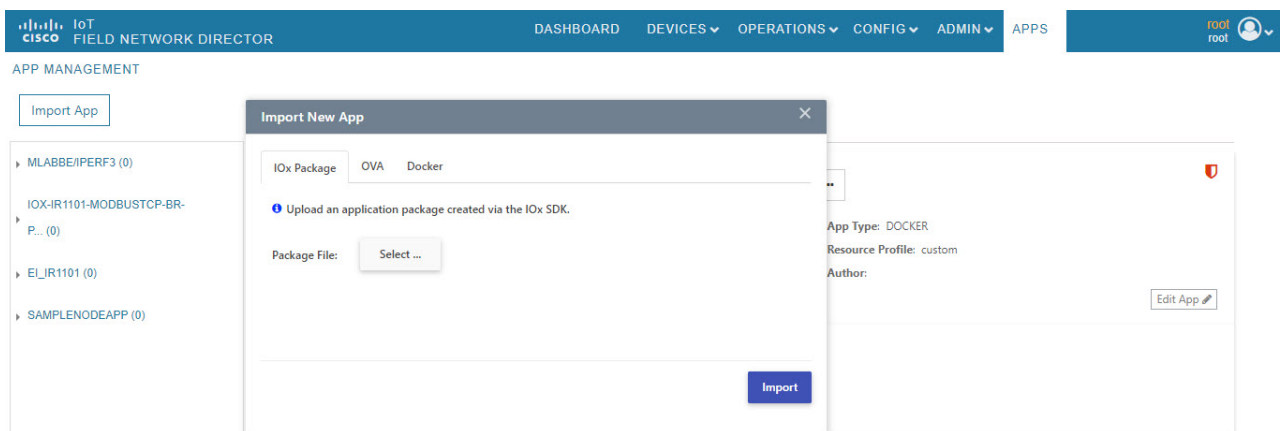 IoT
CISCO FIELD NETWORK DIRECTOR
DASHBOARD DEVICES OPERATIONS CONFIG ADMIN APPS
root
root
APP MANAGEMENT
Import App
MLABBE/IPERF3 (0)
IOX-IR1101-MODBUSTCP-BR-
P... (0)
EI_IR1101 (0)
SAMPLENODEAPP (0)
Import New App
IOx Package OVA Docker
Upload an application package created via the IOx SDK.
Package File: Select ...
Import
App Type: DOCKER
Resource Profile: custom
Author:
Edit App